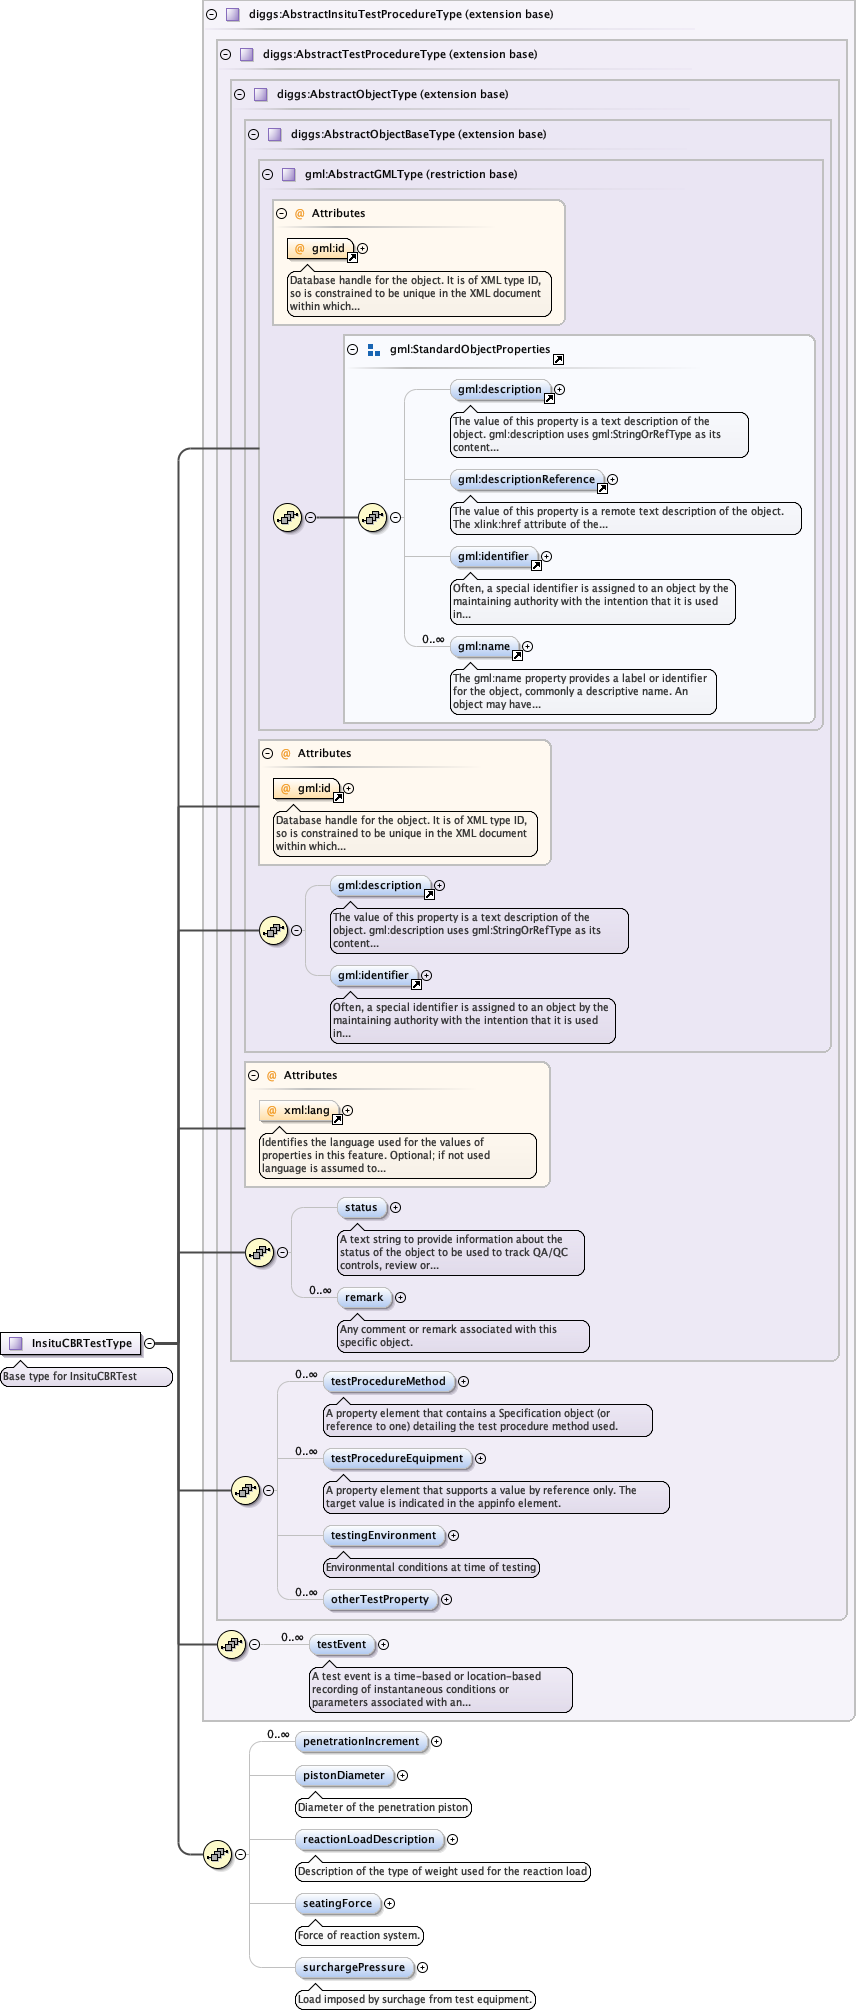 diggs:AbstractInsituTestProcedureType (extension base)
diggs:AbstractTestProcedureType (extension base)
diggs:AbstractObjectType (extension base)
diggs:AbstractObjectBaseType (extension base)
gml:AbstractGMLType (restriction base)
@ Attributes
@ gml:id
Database handle for the object. It is of XML type ID,
so is constrained to be unique in the XML document
within which...
gml:StandardObjectProperties
gml:description
The value of this property is a text description of the
object. gml:description uses gml:StringOrRefType as its
content...
gml:descriptionReference
The value of this property is a remote text description of the object.
The xlink:href attribute of the...
gml:identifier
Often, a special identifier is assigned to an object by the
maintaining authority with the intention that it is used
in...
0..∞
gml:name
The gml:name property provides a label or identifier
for the object, commonly a descriptive name. An
object may have...
@ Attributes
@ gml:id
Database handle for the object. It is of XML type ID,
so is constrained to be unique in the XML document
within which...
gml:description
The value of this property is a text description of the
object. gml:description uses gml:StringOrRefType as its
content...
gml:identifier
Often, a special identifier is assigned to an object by the
maintaining authority with the intention that it is used
in...
@ Attributes
@ xml:lang
Identifies the language used for the values of
properties in this feature. Optional; if not used
language is assumed to...
status
A text string to provide information about the
status of the object to be used to track QA/QC
controls, review or...
0..∞
remark
Any comment or remark associated with this
specific object.
InsituCBRTestType
Base type for InsituCBRTest
0..∞
testProcedureMethod
A property element that contains a Specification object (or
reference to one) detailing the test procedure method used.
0..∞
testProcedureEquipment
A property element that supports a value by reference only. The
target value is indicated in the appinfo element.
testingEnvironment
Environmental conditions at time of testing
0..∞
otherTestProperty
0..∞
testEvent
A test event is a time-based or location-based
recording of instantaneous conditions or
parameters associated with an...
0..∞
penetrationIncrement
pistonDiameter
Diameter of the penetration piston
reactionLoadDescription
Description of the type of weight used for the reaction load
seatingForce
Force of reaction system.
surchargePressure
Load imposed by surchage from test equipment.